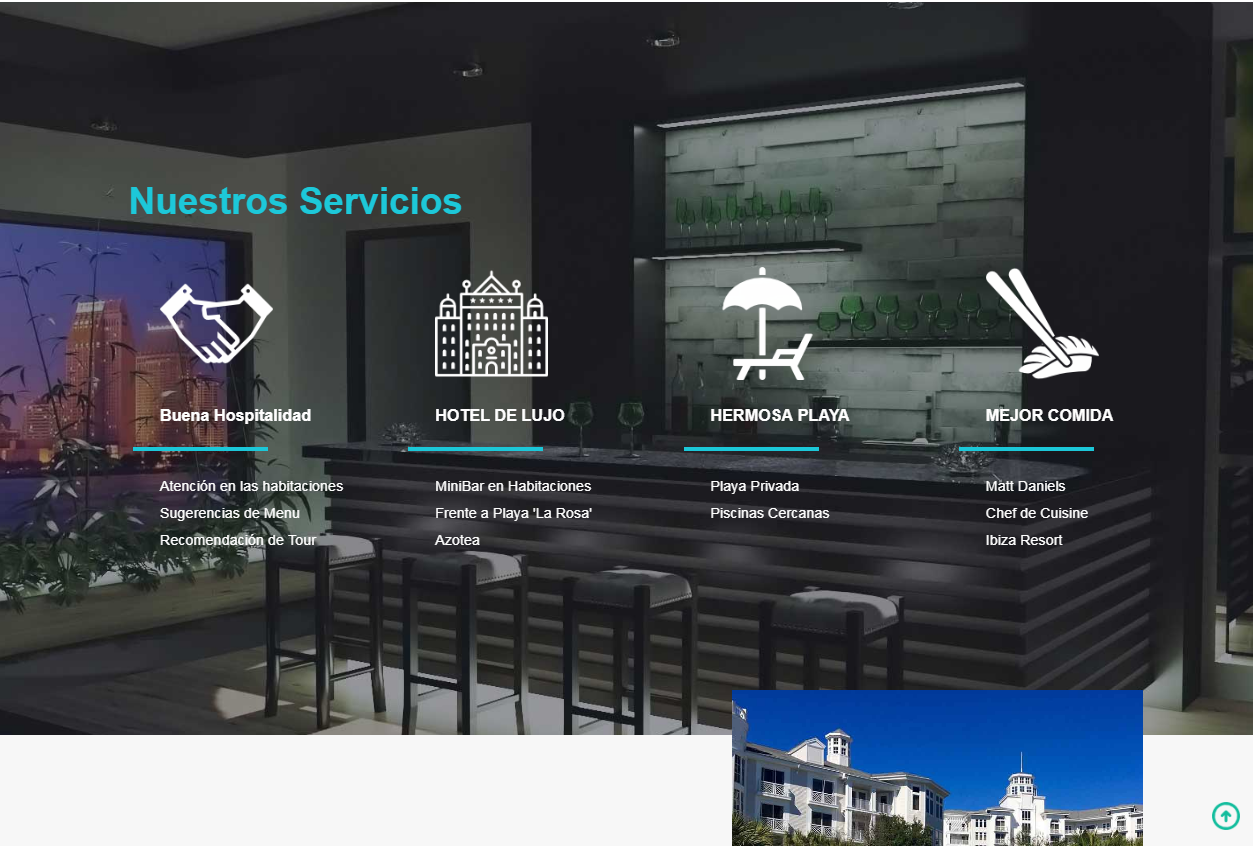 Nuestros Servicios
Buena Hospitalidad
Atención en las habitaciones
Sugerencias de Menu
Recomendación de Tour
HOTEL DE LUJO
MiniBar en Habitaciones
Frente a Playa 'La Rosa'
Azotea
HERMOSA PLAYA
Playa Privada
Piscinas Cercanas
MEJOR COMIDA
Matt Daniels
Chef de Cuisine
Ibiza Resort